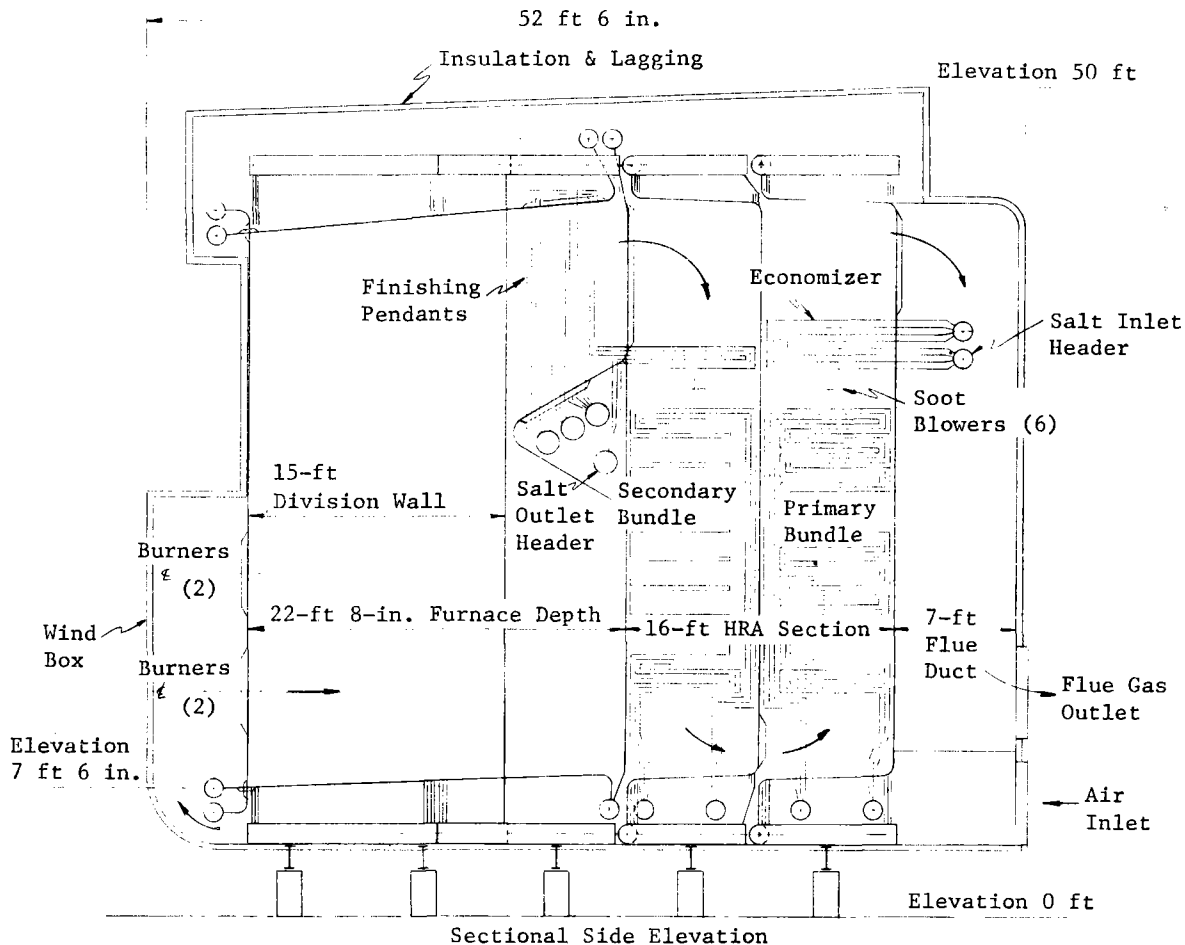 52 ft 6 in.
Insulation & Lagging
Elevation 50 ft
Finishing
Pendants
Economizer
Salt Inlet
Header
Soot
Blowers (6)
15-ft
Division Wall
Salt
Outlet
Header
Secondary
Bundle
Primary
Bundle
Burners
℄ (2)
22-ft 8-in. Furnace Depth
16-ft HRA Section
7-ft
Flue
Duct
Wind
Box
Burners
℄ (2)
Flue Gas
Outlet
Elevation
7 ft 6 in.
Air
Inlet
Elevation 0 ft
Sectional Side Elevation